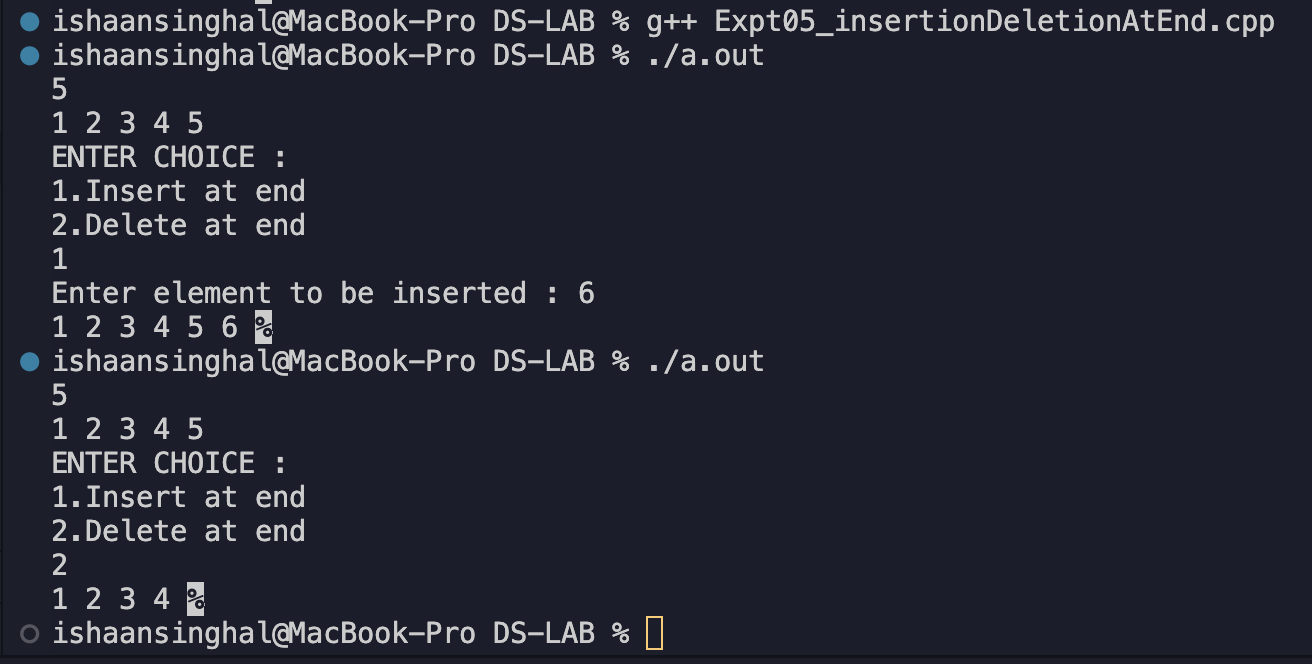 ishaansinghal@MacBook-Pro DS-LAB % g++ Expt05_insertionDeletionAtEnd.cpp
ishaansinghal@MacBook-Pro DS-LAB % ./a.out
5
1 2 3 4 5
ENTER CHOICE :
1.Insert at end
2.Delete at end
1
Enter element to be inserted : 6
1 2 3 4 5 6 %
ishaansinghal@MacBook-Pro DS-LAB % ./a.out
5
1 2 3 4 5
ENTER CHOICE :
1.Insert at end
2.Delete at end
2
1 2 3 4 %
ishaansinghal@MacBook-Pro DS-LAB %